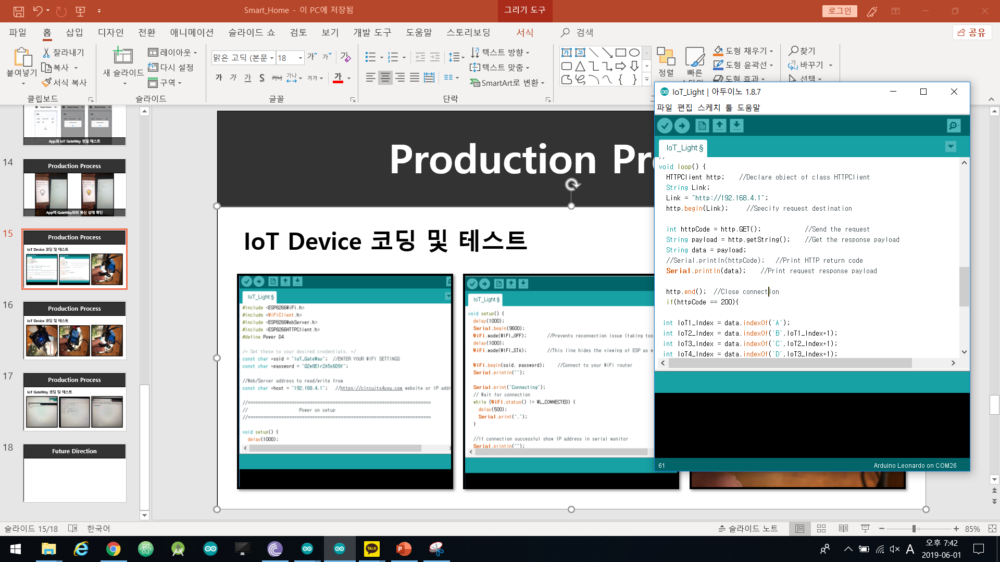 Smart_Home - 이 PC에 저장됨
그리기 도구
로그인
파일 홈 삽입 디자인 전환 애니메이션 슬라이드 쇼 검토 보기 개발 도구 도움말 스토리보딩 서식 검색 공유
붙여넣기
잘라내기
복사
서식 복사
클립보드
새 슬라이드
레이아웃
다시 설정
구역
슬라이드
맑은 고딕 (본문
18
가 가 가 S 가나 가나 가가 가
글꼴
텍스트 방향
텍스트 맞춤
SmartArt로 변환
단락
정렬
빠른
도형 채우기
도형 윤곽선
도형 효과
찾기
바꾸기
선택
App과 IoT GateWay 연결 테스트
14
Production Process
App에 GateWay와의 통신 상태 확인
15
Production Process
IoT Device 코딩 및 테스트
16
Production Process
IoT Device 코딩 및 테스트
17
Production Process
IoT GateWay 코딩 및 테스트
18
Future Direction
Production Pr
IoT Device 코딩 및 테스트
IoT_Light§
#include <ESP8266WiFi.h>
#include <WiFiClient.h>
#include <ESP8266WebServer.h>
#include <ESP8266HTTPClient.h>
#define Power D4
/* Set these to your desired credentials. */
const char *ssid = "IoT_GateWay"; //ENTER YOUR WIFI SETTINGS
const char *password = "Q2w8E1r2A5s6D9f";
//Web/Server address to read/write from
const char *host = "192.168.4.1"; //https://circuits4you.com website or IP addr
//=====================================================================
// Power on setup
//=====================================================================
void setup() {
delay(1000);
IoT_Light§
void setup() {
delay(1000);
Serial.begin(9600);
WiFi.mode(WIFI_OFF); //Prevents reconnection issue (taking too
delay(1000);
WiFi.mode(WIFI_STA); //This line hides the viewing of ESP as w
WiFi.begin(ssid, password); //Connect to your WiFi router
Serial.println("");
Serial.print("Connecting");
// Wait for connection
while (WiFi.status() != WL_CONNECTED) {
delay(500);
Serial.print(".");
}
//If connection successful show IP address in serial monitor
Serial.println("");
IoT_Light | 아두이노 1.8.7
파일 편집 스케치 툴 도움말
IoT_Light§
//
void loop() {
HTTPClient http; //Declare object of class HTTPClient
String Link;
Link = "http://192.168.4.1";
http.begin(Link); //Specify request destination
int httpCode = http.GET(); //Send the request
String payload = http.getString(); //Get the response payload
String data = payload;
//Serial.println(httpCode); //Print HTTP return code
Serial.println(data); //Print request response payload
http.end(); //Close connection
if(httpCode == 200){
int IoT1_Index = data.indexOf('A');
int IoT2_Index = data.indexOf('B',IoT1_Index+1);
int IoT3_Index = data.indexOf('C',IoT2_Index+1);
int IoT4_Index = data.indexOf('D',IoT3_Index+1);
61
Arduino Leonardo on COM26
슬라이드 15/18 한국어
슬라이드 노트
85%
TALK
A
오후 7:42
2019-06-01